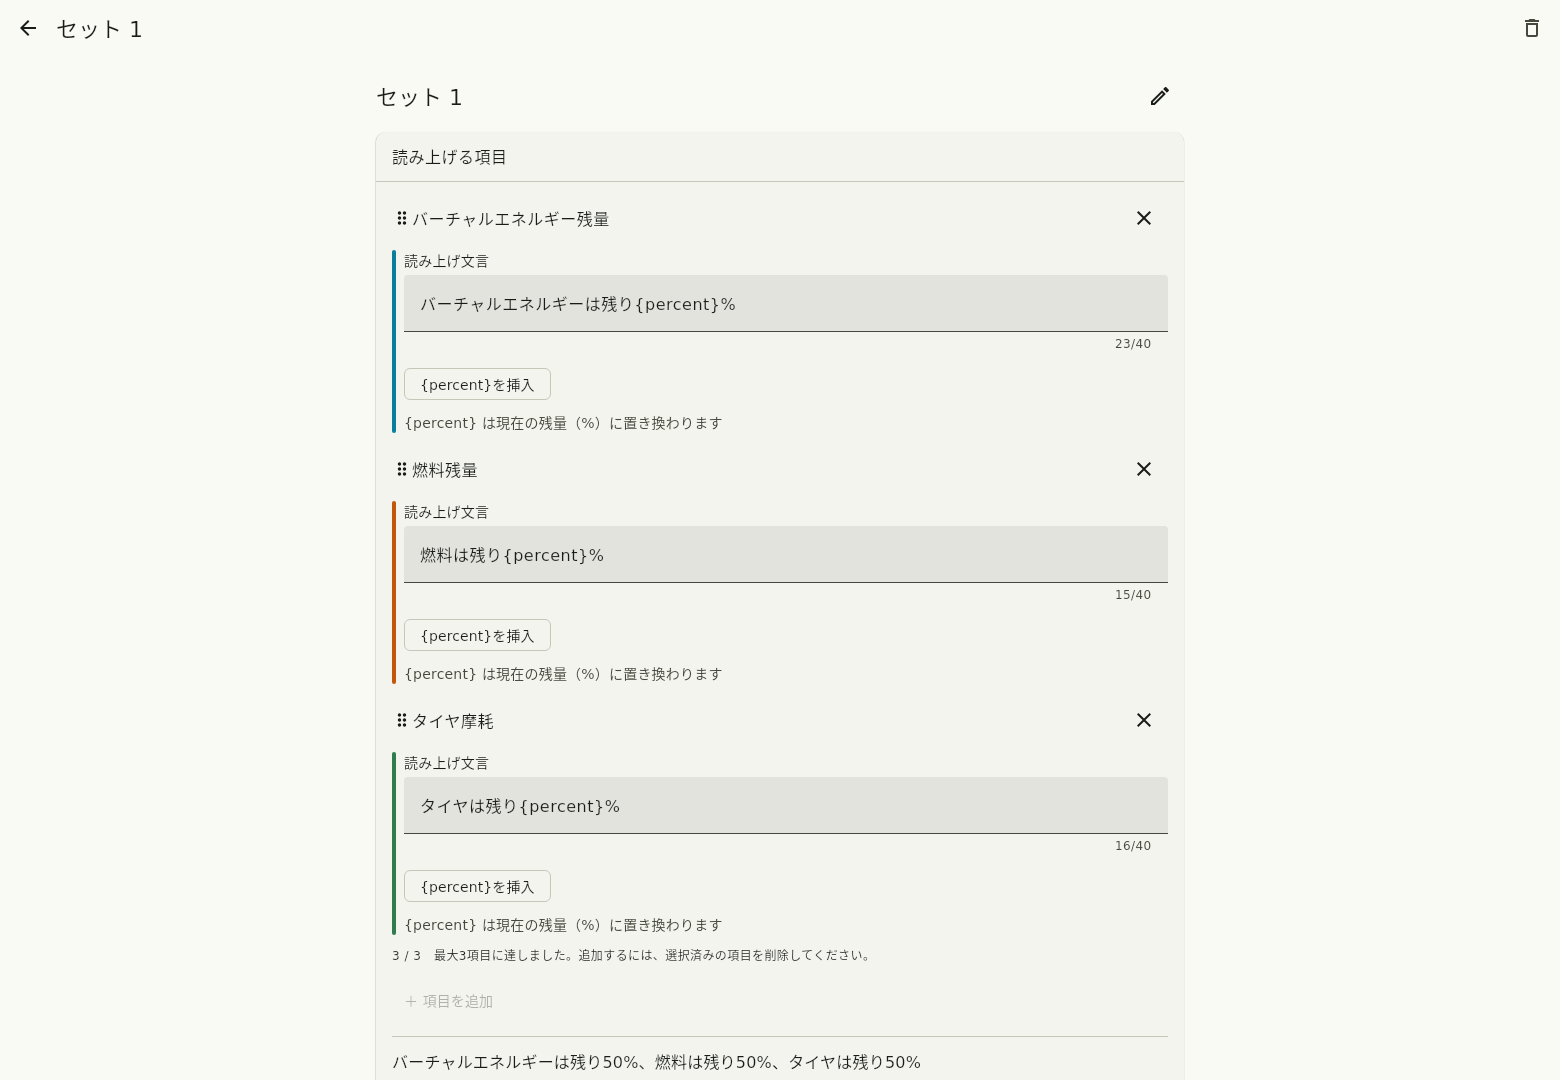 セット 1
セット 1
読み上げる項目
バーチャルエネルギー残量
読み上げ文言
バーチャルエネルギーは残り{percent}%
23/40
{percent}を挿入
{percent} は現在の残量（%）に置き換わります
燃料残量
読み上げ文言
燃料は残り{percent}%
15/40
{percent}を挿入
{percent} は現在の残量（%）に置き換わります
タイヤ摩耗
読み上げ文言
タイヤは残り{percent}%
16/40
{percent}を挿入
{percent} は現在の残量（%）に置き換わります
3 / 3　最大3項目に達しました。追加するには、選択済みの項目を削除してください。
＋ 項目を追加
バーチャルエネルギーは残り50%、燃料は残り50%、タイヤは残り50%